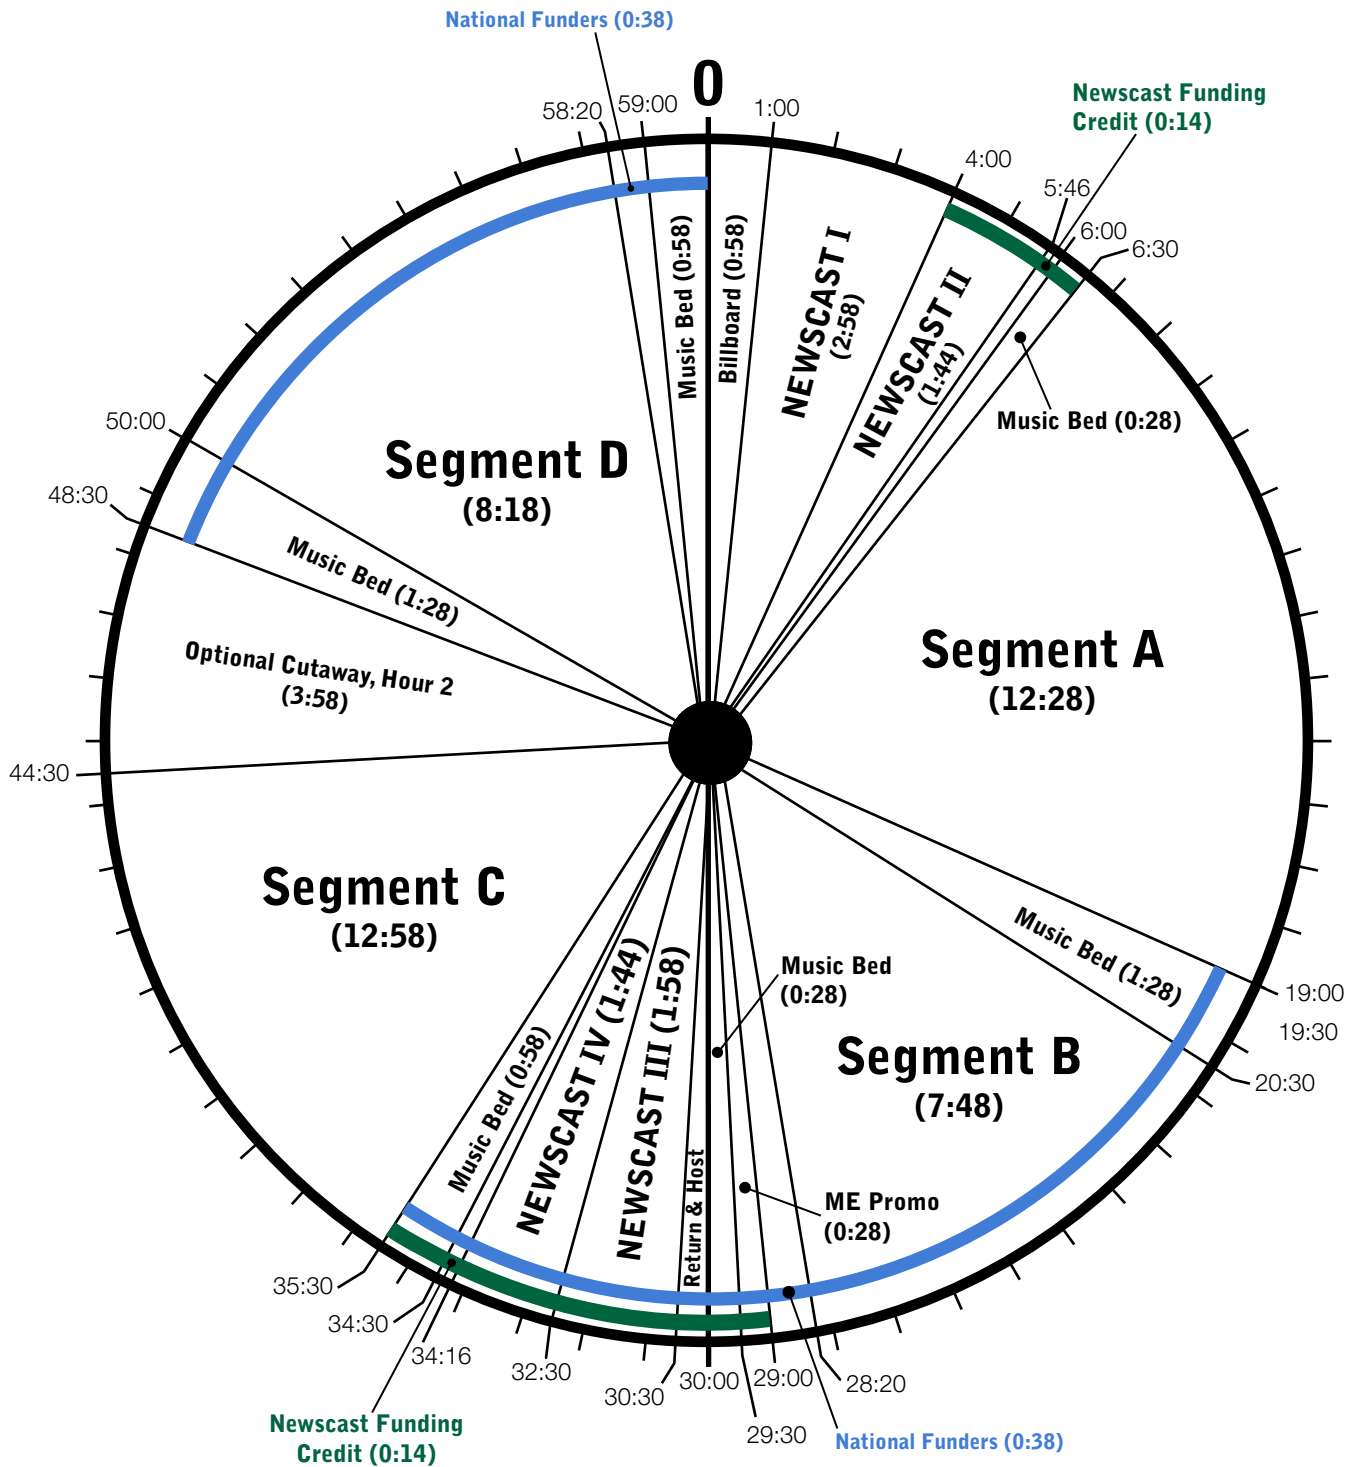 National Funders (0:38)
0
58:20
59:00
1:00
Newscast Funding
Credit (0:14)
4:00
5:46
6:00
6:30
Music Bed (0:58)
Billboard (0:58)
NEWSCAST I
(2:58)
NEWSCAST II
(1:44)
Music Bed (0:28)
50:00
48:30
Segment D
(8:18)
Music Bed (1:28)
Optional Cutaway, Hour 2
(3:58)
Segment A
(12:28)
44:30
Segment C
(12:58)
Music Bed (1:28)
19:00
19:30
20:30
Music Bed
(0:28)
Segment B
(7:48)
ME Promo
(0:28)
Music Bed (0:58)
NEWSCAST IV (1:44)
NEWSCAST III (1:58)
Return & Host
35:30
34:30
34:16
32:30
30:30
30:00
29:00
28:20
29:30
Newscast Funding
Credit (0:14)
National Funders (0:38)